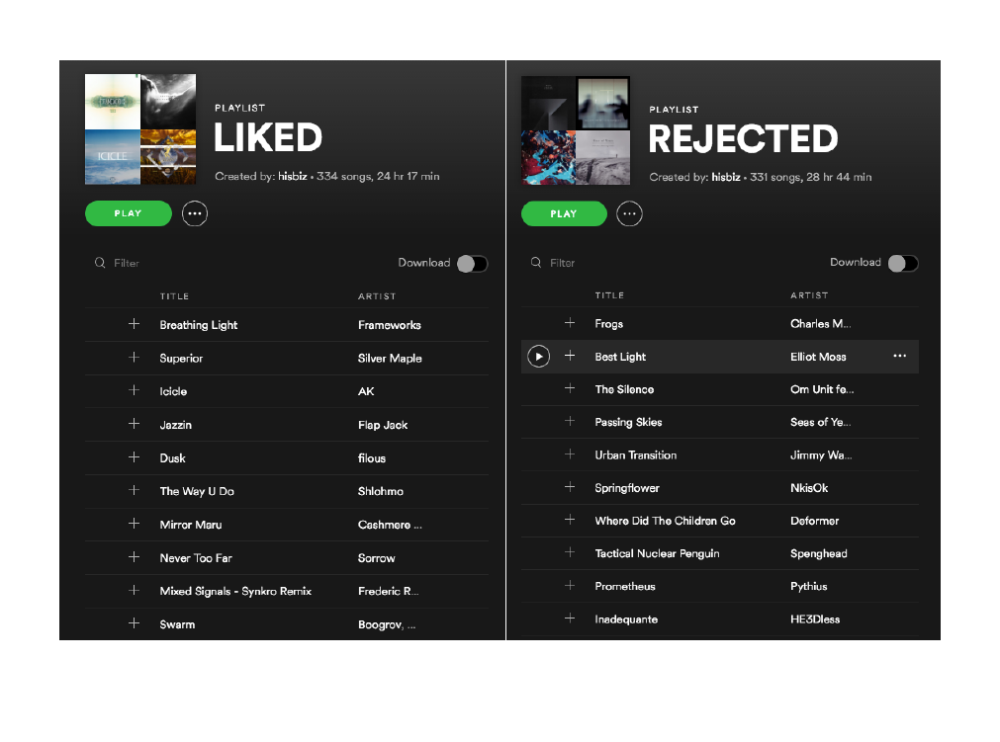 PLAYLIST
LIKED
Created by: hisbiz • 334 songs, 24 hr 17 min
PLAY
Filter
Download
TITLE ARTIST
Breathing Light Frameworks
Superior Silver Maple
Icicle AK
Jazzin Flap Jack
Dusk filous
The Way U Do Shlohmo
Mirror Maru Cashmere ...
Never Too Far Sorrow
Mixed Signals - Synkro Remix Frederic R...
Swarm Boogrov, ...
ICICLE
PLAYLIST
REJECTED
Created by: hisbiz • 331 songs, 28 hr 44 min
PLAY
Filter
Download
TITLE ARTIST
Frogs Charles M...
Best Light Elliot Moss
The Silence Om Unit fe...
Passing Skies Seas of Ye...
Urban Transition Jimmy Wa...
Springflower NkisOk
Where Did The Children Go Deformer
Tactical Nuclear Penguin Spenghead
Prometheus Pythius
Inadequante HE3Dless